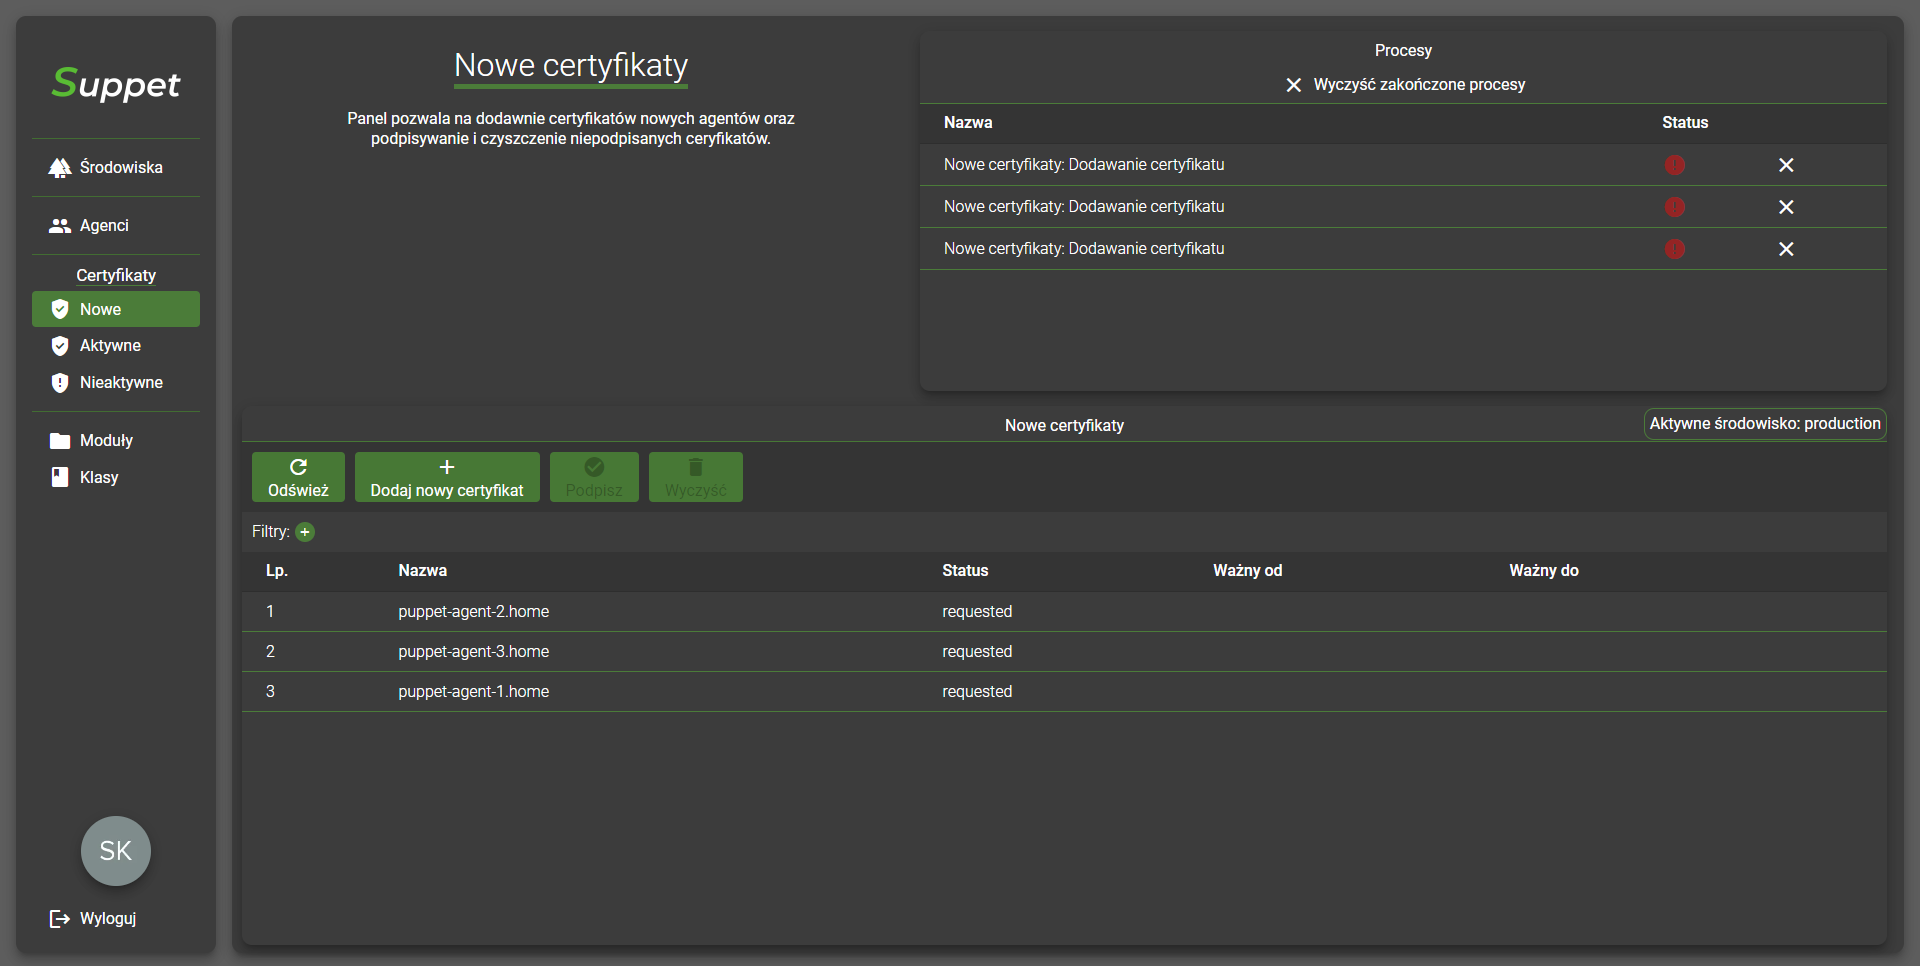 Suppet
Środowiska
Agenci
Certyfikaty
Nowe
Aktywne
Nieaktywne
Moduły
Klasy
SK
Wyloguj
Nowe certyfikaty
Panel pozwala na dodawnie certyfikatów nowych agentów oraz
podpisywanie i czyszczenie niepodpisanych ceryfikatów.
Procesy
Wyczyść zakończone procesy
Nazwa Status
Nowe certyfikaty: Dodawanie certyfikatu
Nowe certyfikaty: Dodawanie certyfikatu
Nowe certyfikaty: Dodawanie certyfikatu
Nowe certyfikaty
Aktywne środowisko: production
Odśwież Dodaj nowy certyfikat Podpisz Wyczyść
Filtry:
Lp. Nazwa Status Ważny od Ważny do
1 puppet-agent-2.home requested
2 puppet-agent-3.home requested
3 puppet-agent-1.home requested